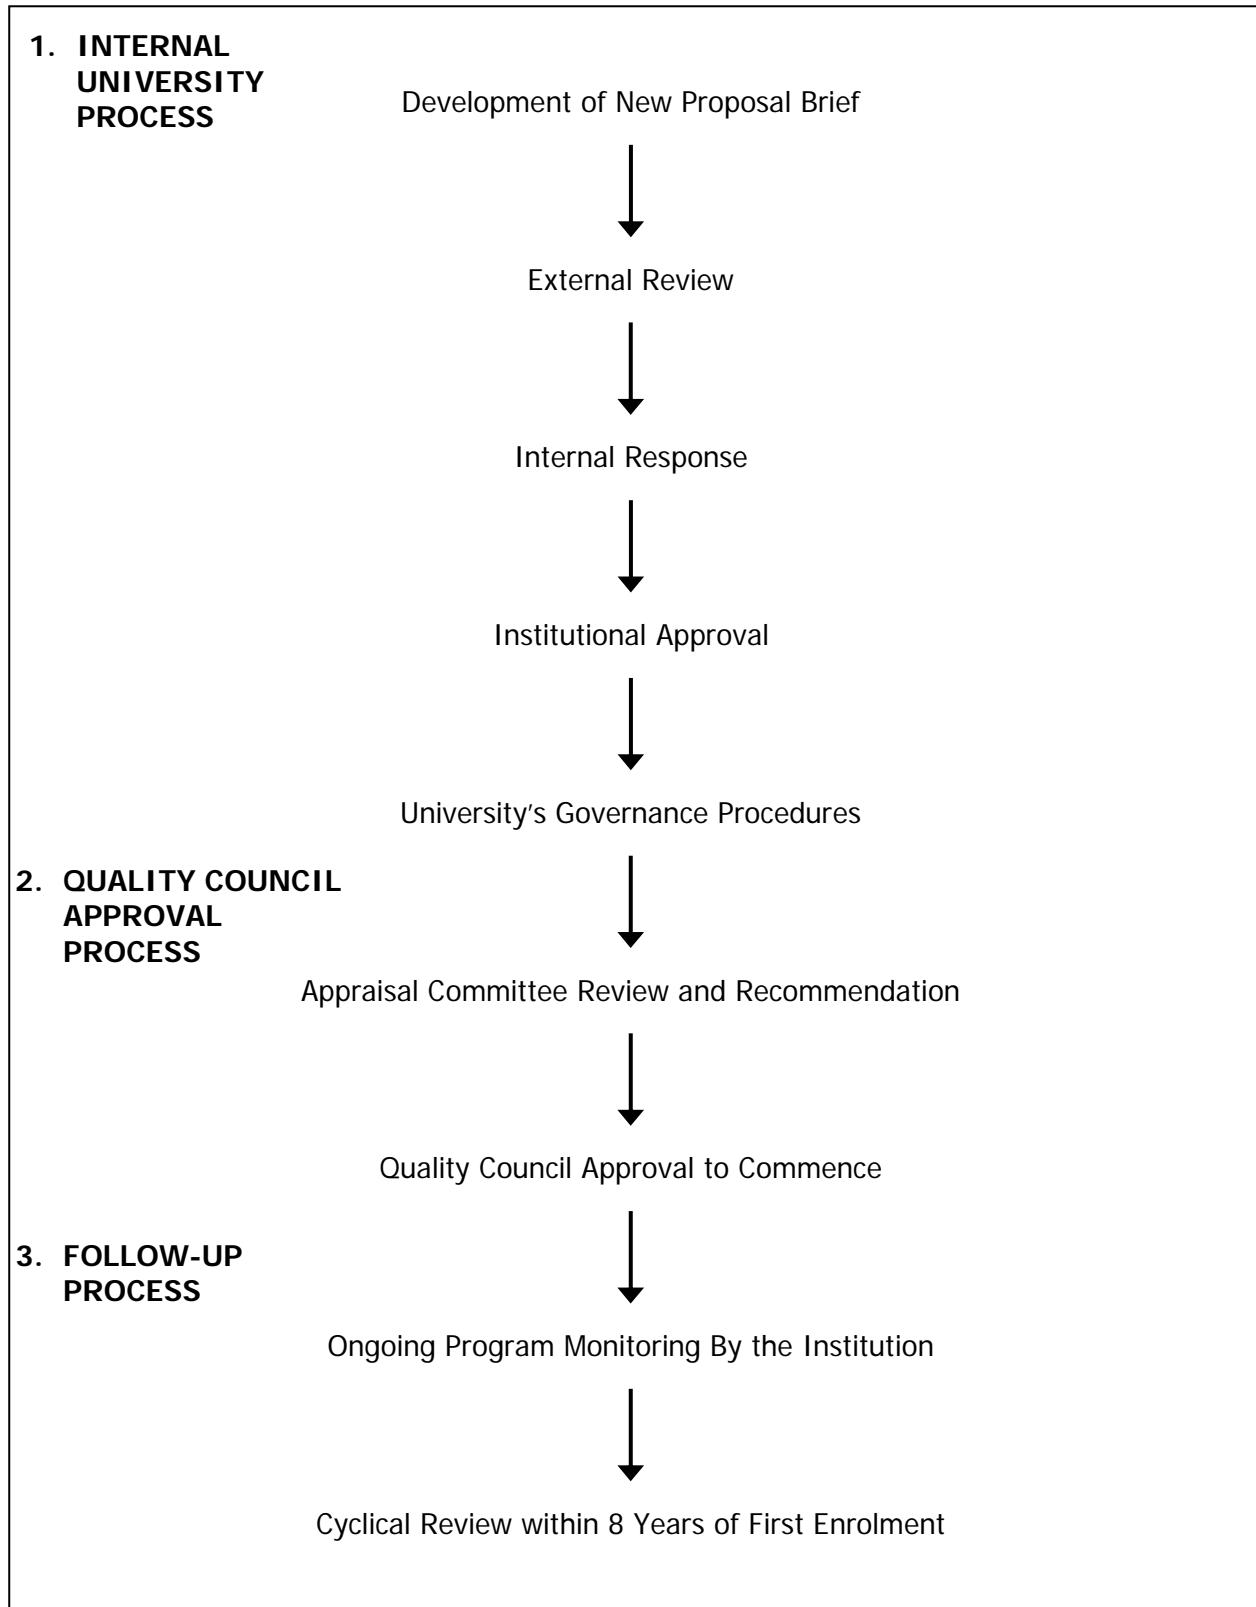 1. INTERNAL
UNIVERSITY
PROCESS
Development of New Proposal Brief
External Review
Internal Response
Institutional Approval
University's Governance Procedures
2. QUALITY COUNCIL
APPROVAL
PROCESS
Appraisal Committee Review and Recommendation
Quality Council Approval to Commence
3. FOLLOW-UP
PROCESS
Ongoing Program Monitoring By the Institution
Cyclical Review within 8 Years of First Enrolment